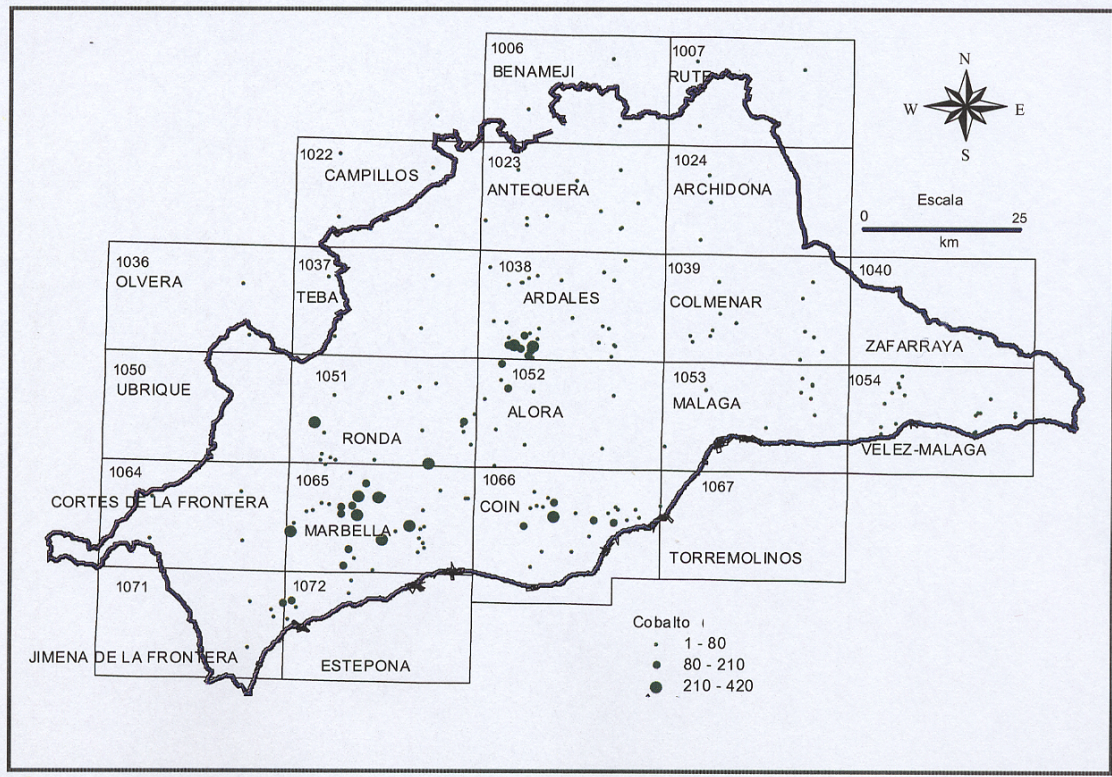 1006
BENAMEJI
1007
RUTE
N
W E
S
1022
CAMPILLOS
1023
ANTEQUERA
1024
ARCHIDONA
Escala
0 25
km
1036
OLVERA
1037
TEBA
1038
ARDALES
1039
COLMENAR
1040
ZAFARRAYA
1050
UBRIQUE
1051
RONDA
1052
ALORA
1053
MALAGA
1054
VELEZ-MALAGA
1064
CORTES DE LA FRONTERA
1065
MARBELLA
1066
COIN
1067
TORREMOLINOS
1071
JIMENA DE LA FRONTERA
1072
ESTEPONA
Cobalto (
1 - 80
80 - 210
210 - 420